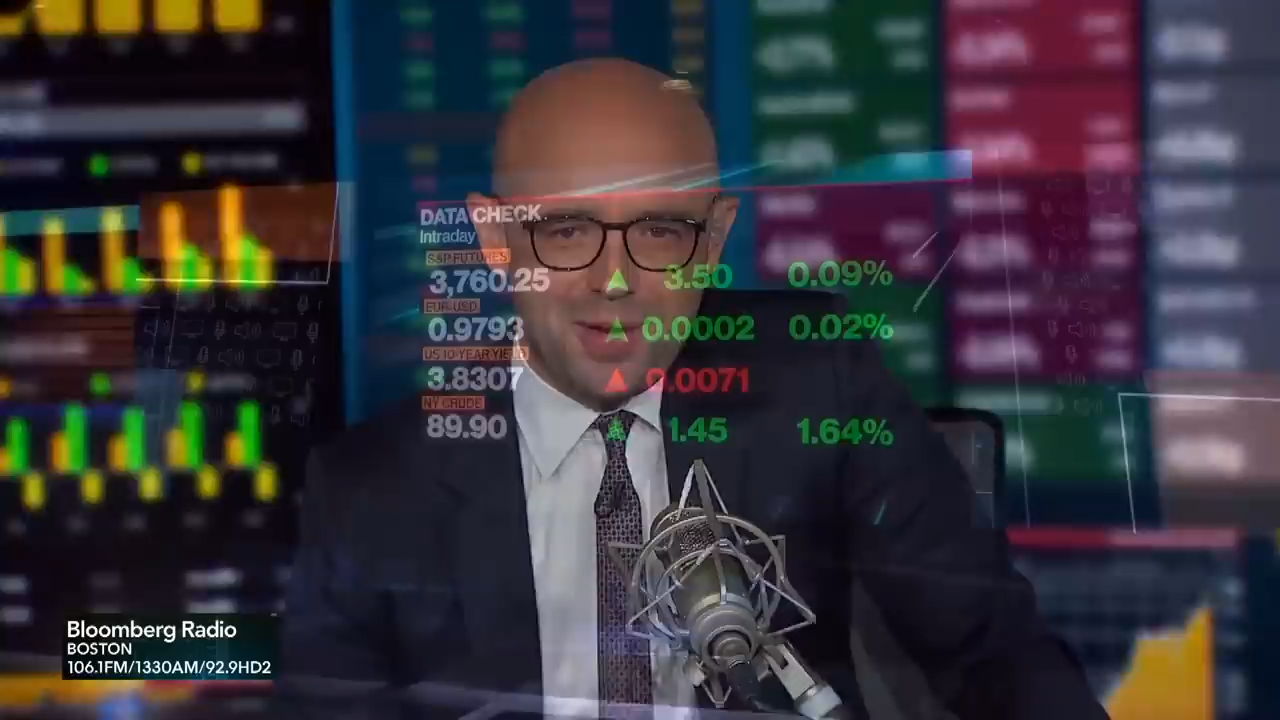 DATA CHECK
Intraday
S&P FUTURES
3,760.25 ▲ 3.50 0.09%
EUR-USD
0.9793 ▲ 0.0002 0.02%
US 10-YEAR YIELD
3.8307 ▲ 0.0071
NY CRUDE
89.90 ▲ 1.45 1.64%
Bloomberg Radio
BOSTON
106.1FM/1330AM/92.9HD2